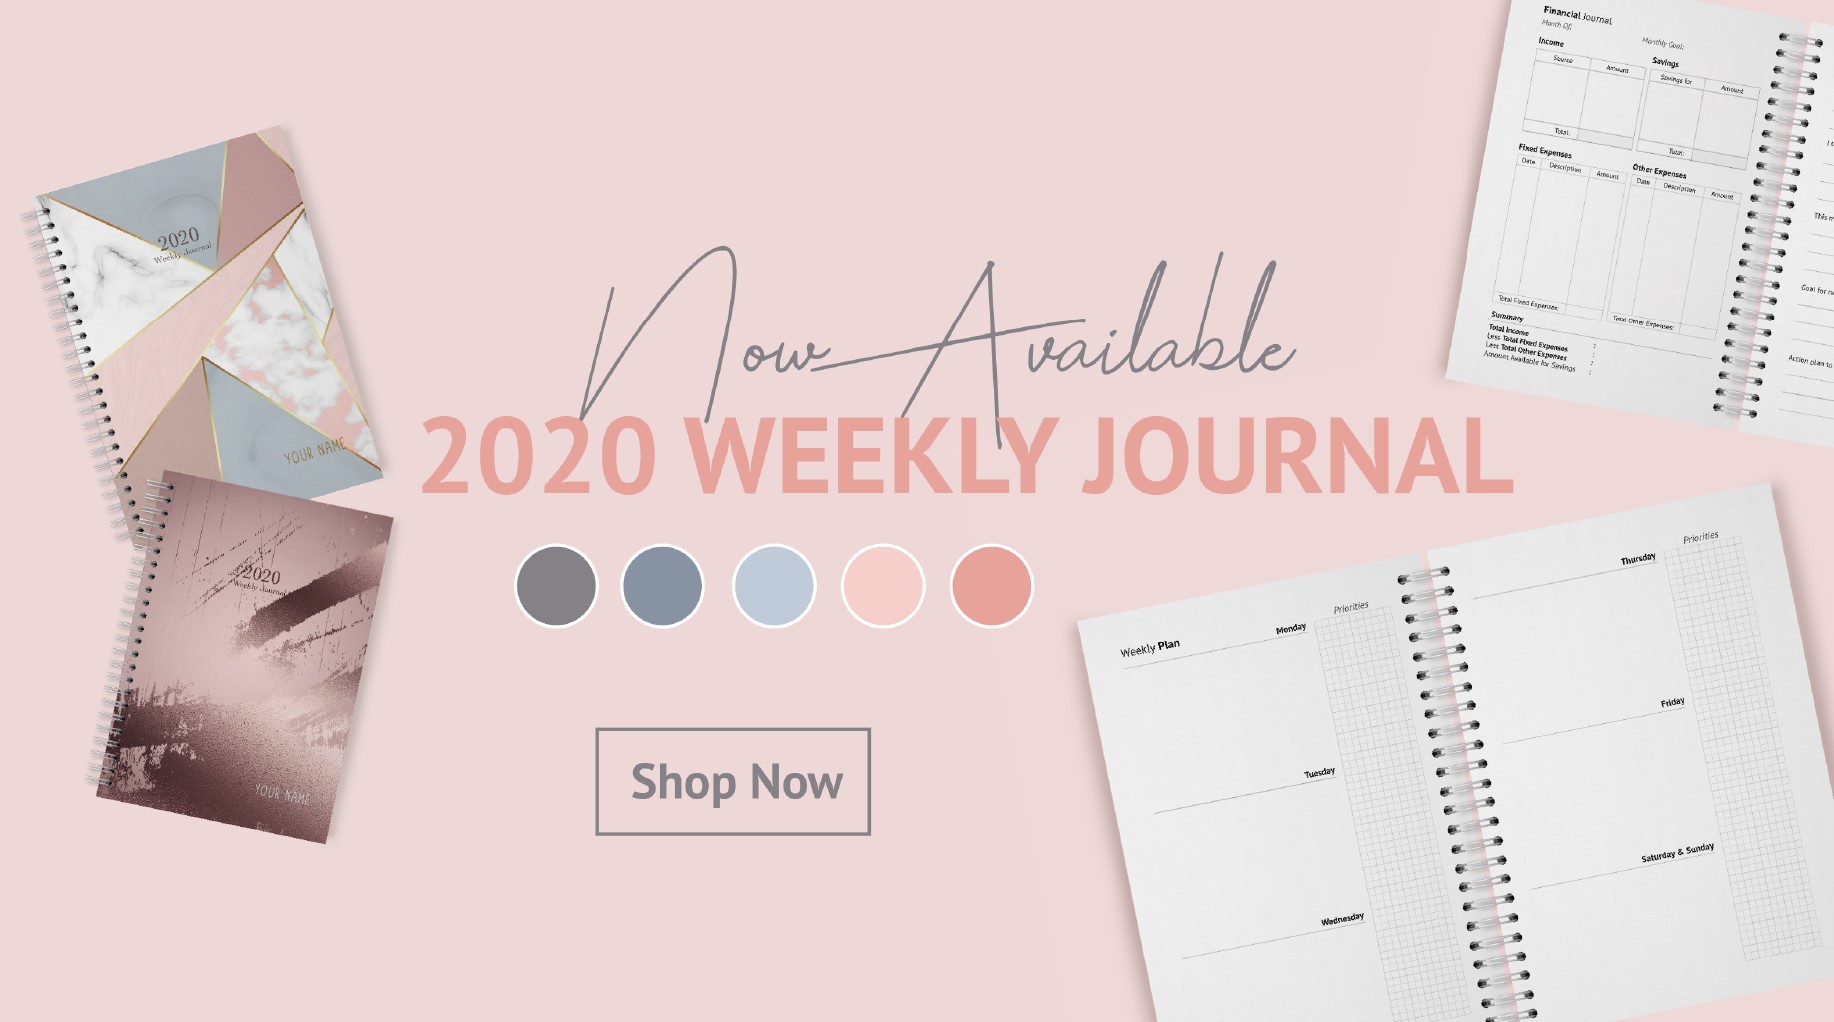 Now Available
2020 WEEKLY JOURNAL
Shop Now
2020
Weekly Journal
YOUR NAME
2020
Weekly Journal
YOUR NAME
Financial Journal
Month Of:
Monthly Goal:
Income
Source Amount
Total:
Savings
Savings for Amount
Total:
Fixed Expenses
Date Description Amount
Total Fixed Expenses:
Other Expenses
Date Description Amount
Total Other Expenses:
Summary
Total Income :
Less Total Fixed Expenses :
Less Total Other Expenses :
Amount Available for Savings :
This
Goal for
Action plan to
Weekly Plan
Monday
Priorities
Tuesday
Wednesday
Thursday
Priorities
Friday
Saturday & Sunday